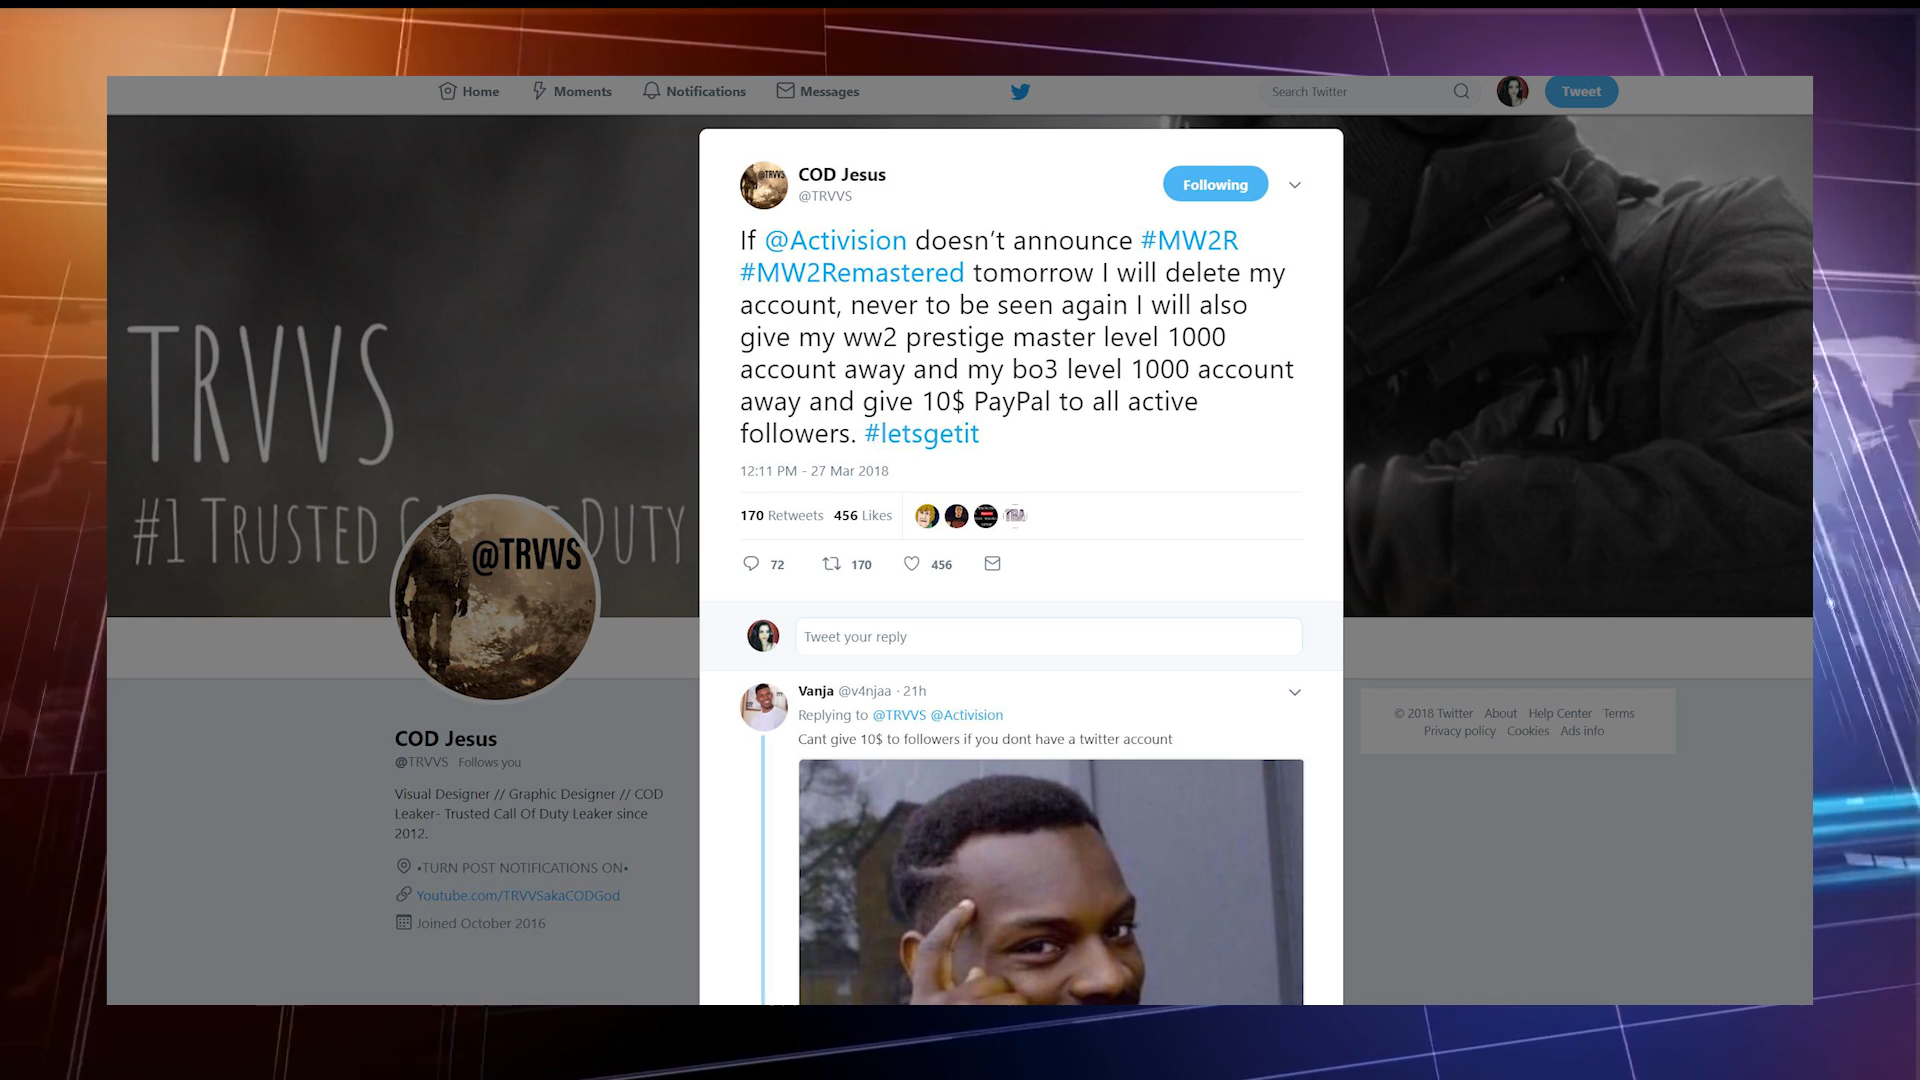 Home Moments Notifications Messages Search Twitter Tweet
TRVVS
#1 TRUSTED DUTY
@TRVVS
COD Jesus
@TRVVS Follows you
Visual Designer // Graphic Designer // COD
Leaker- Trusted Call Of Duty Leaker since
2012.
•TURN POST NOTIFICATIONS ON•
Youtube.com/TRVVSakaCODGod
Joined October 2016
@TRVVS
COD Jesus
@TRVVS
Following
If @Activision doesn’t announce #MW2R
#MW2Remastered tomorrow I will delete my
account, never to be seen again I will also
give my ww2 prestige master level 1000
account away and my bo3 level 1000 account
away and give 10$ PayPal to all active
followers. #letsgetit
12:11 PM - 27 Mar 2018
170 Retweets 456 Likes
72 170 456
Tweet your reply
Vanja @v4njaa · 21h
Replying to @TRVVS @Activision
Cant give 10$ to followers if you dont have a twitter account
© 2018 Twitter About Help Center Terms
Privacy policy Cookies Ads info